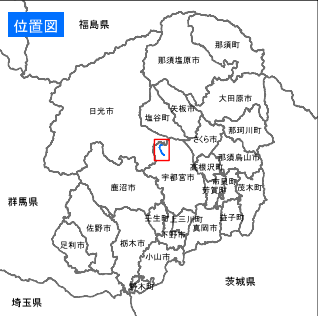 位置図
福島県
那須町
那須塩原市
大田原市
日光市
矢板市
塩谷町
那珂川町
さくら市
那須烏山市
高根沢町
宇都宮市
鹿沼市
市貝町
芳賀町
茂木町
群馬県
壬生町
上三川町
益子町
真岡市
佐野市
栃木市
下野市
足利市
小山市
茨城県
野木町
埼玉県